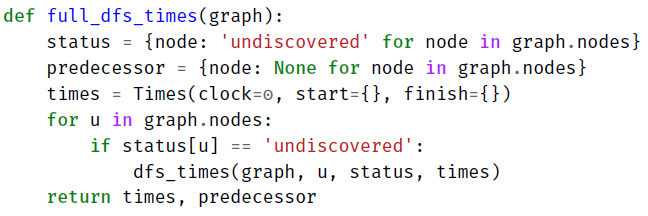 def full_dfs_times(graph):
    status = {node: 'undiscovered' for node in graph.nodes}
    predecessor = {node: None for node in graph.nodes}
    times = Times(clock=0, start={}, finish={})
    for u in graph.nodes:
        if status[u] == 'undiscovered':
            dfs_times(graph, u, status, times)
    return times, predecessor